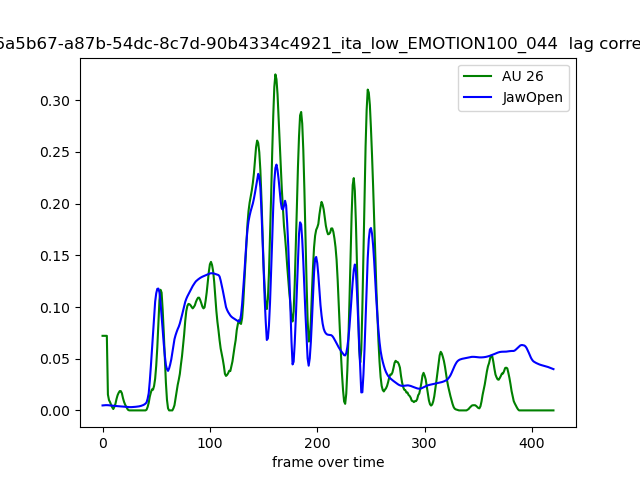 6a5b67-a87b-54dc-8c7d-90b4334c4921_ita_low_EMOTION100_044 lag corre
AU 26
JawOpen
0.30
0.25
0.20
0.15
0.10
0.05
0.00
0 100 200 300 400
frame over time